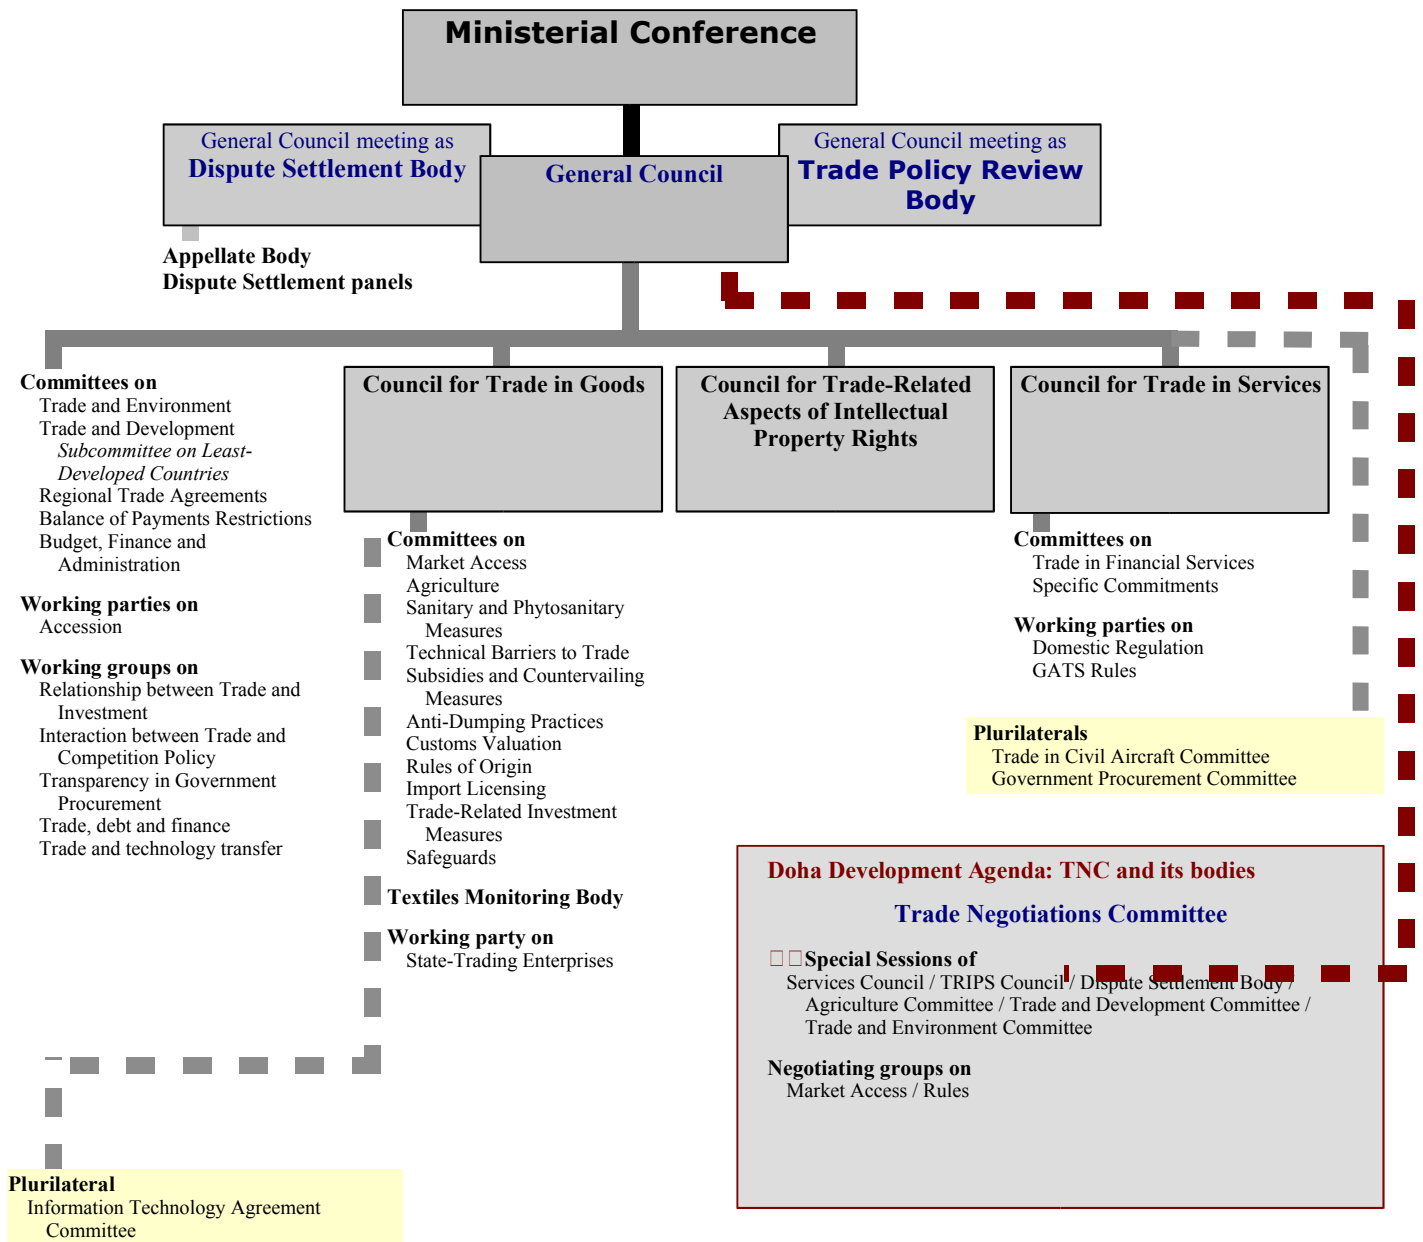 Ministerial Conference
General Council meeting as
Dispute Settlement Body
General Council
General Council meeting as
Trade Policy Review
Body
Appellate Body
Dispute Settlement panels
Committees on
Trade and Environment
Trade and Development
Subcommittee on Least-
Developed Countries
Regional Trade Agreements
Balance of Payments Restrictions
Budget, Finance and
Administration
Working parties on
Accession
Working groups on
Relationship between Trade and
Investment
Interaction between Trade and
Competition Policy
Transparency in Government
Procurement
Trade, debt and finance
Trade and technology transfer
Council for Trade in Goods
Committees on
Market Access
Agriculture
Sanitary and Phytosanitary
Measures
Technical Barriers to Trade
Subsidies and Countervailing
Measures
Anti-Dumping Practices
Customs Valuation
Rules of Origin
Import Licensing
Trade-Related Investment
Measures
Safeguards
Textiles Monitoring Body
Working party on
State-Trading Enterprises
Council for Trade-Related
Aspects of Intellectual
Property Rights
Council for Trade in Services
Committees on
Trade in Financial Services
Specific Commitments
Working parties on
Domestic Regulation
GATS Rules
Plurilaterals
Trade in Civil Aircraft Committee
Government Procurement Committee
Doha Development Agenda: TNC and its bodies
Trade Negotiations Committee
Special Sessions of
Services Council / TRIPS Council / Dispute Settlement Body /
Agriculture Committee / Trade and Development Committee /
Trade and Environment Committee
Negotiating groups on
Market Access / Rules
Plurilateral
Information Technology Agreement
Committee